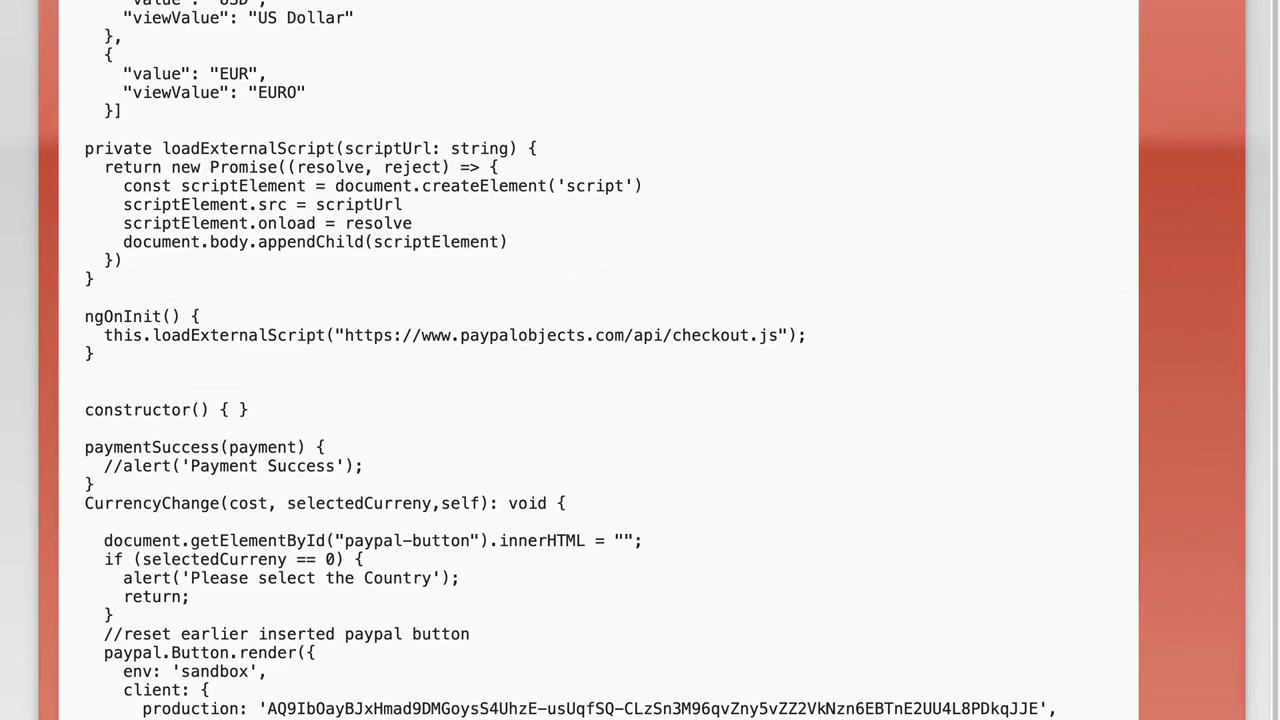 "value": "USD",
"viewValue": "US Dollar"
},
{
"value": "EUR",
"viewValue": "EURO"
}]
private loadExternalScript(scriptUrl: string) {
return new Promise((resolve, reject) => {
const scriptElement = document.createElement('script')
scriptElement.src = scriptUrl
scriptElement.onload = resolve
document.body.appendChild(scriptElement)
})
}
ngOnInit() {
this.loadExternalScript("https://www.paypalobjects.com/api/checkout.js");
}
constructor() { }
paymentSuccess(payment) {
//alert('Payment Success');
}
CurrencyChange(cost, selectedCurreny,self): void {
document.getElementById("paypal-button").innerHTML = "";
if (selectedCurreny == 0) {
alert('Please select the Country');
return;
}
//reset earlier inserted paypal button
paypal.Button.render({
env: 'sandbox',
client: {
production: 'AQ9IbOayBJxHmad9DMGoysS4UhzE-usUqfSQ-CLzSn3M96qvZny5vZZ2VkNzn6EBTnE2UU4L8PDkqJJE',